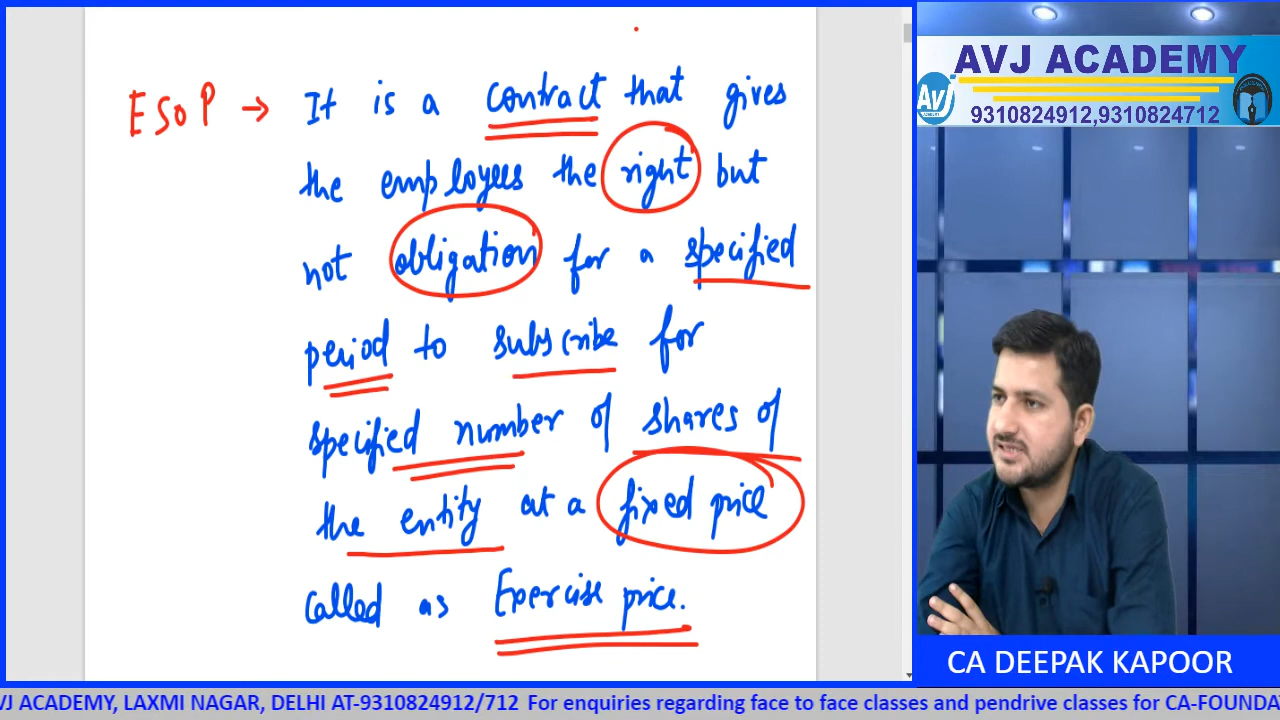 ESOP → It is a contract that gives
the employees the right but
not obligation for a specified
period to subscribe for
specified number of shares of
the entity at a fixed price
called as Exercise price.
AVJ ACADEMY
AVJ
9310824912,9310824712
CA DEEPAK KAPOOR
VJ ACADEMY, LAXMI NAGAR, DELHI AT-9310824912/712 For enquiries regarding face to face classes and pendrive classes for CA-FOUNDA